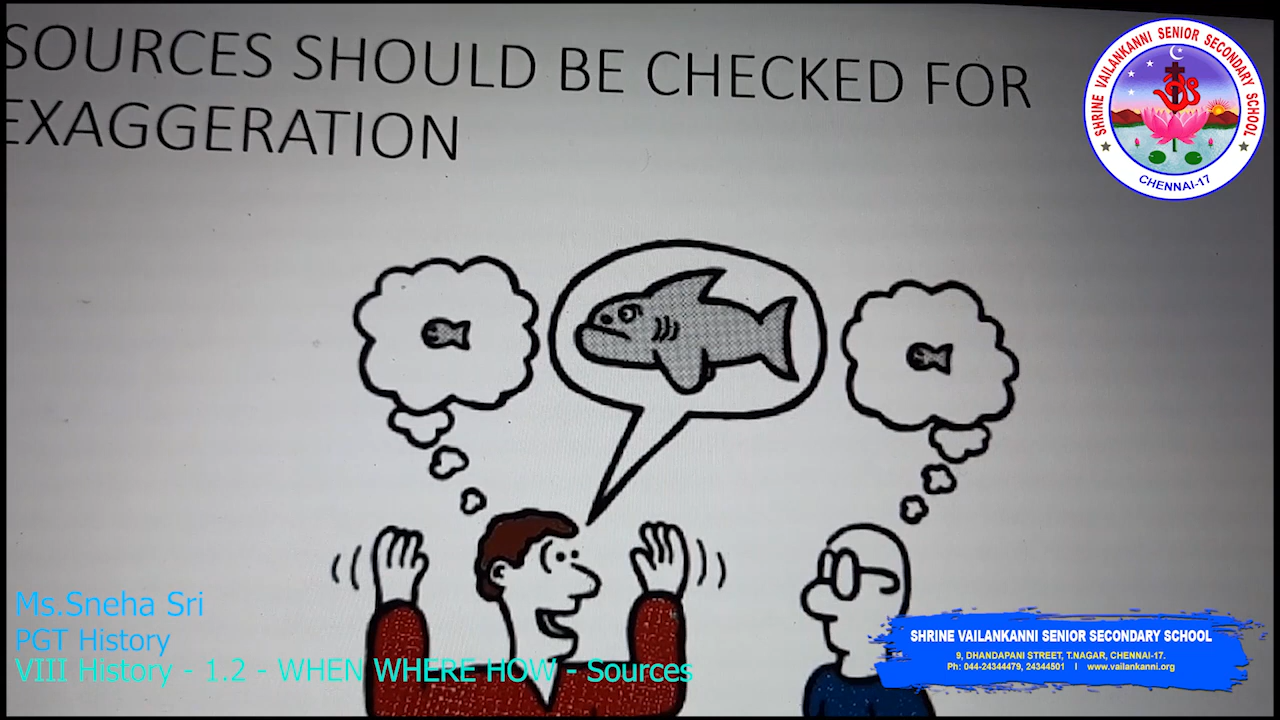 SOURCES SHOULD BE CHECKED FOR
EXAGGERATION
SHRINE VAILANKANNI SENIOR SECONDARY SCHOOL
CHENNAI-17
Ms.Sneha Sri
PGT History
VIII History - 1.2 - WHEN WHERE HOW - Sources
SHRINE VAILANKANNI SENIOR SECONDARY SCHOOL
9, DHANDAPANI STREET, T.NAGAR, CHENNAI-17.
Ph: 044-24344479, 24344501 I www.vailankanni.org